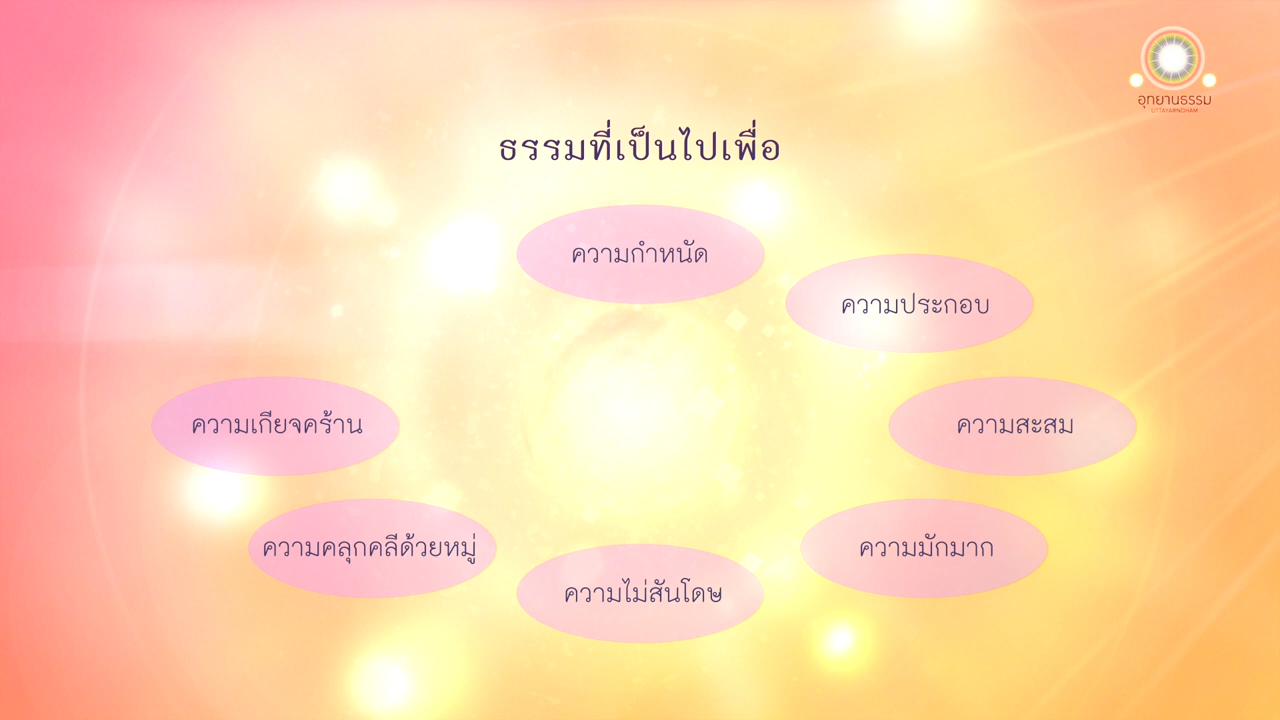 อุทยานธรรม
UTTAYARNDHAM
ธรรมที่เป็นไปเพื่อ
ความกำหนัด
ความประกอบ
ความสะสม
ความมักมาก
ความไม่สันโดษ
ความคลุกคลีด้วยหมู่
ความเกียจคร้าน